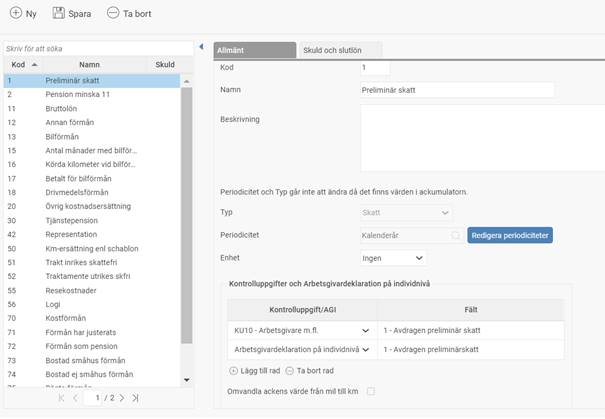 Ny Spara Ta bort
Skriv för att söka
Kod Namn Skuld
1 Preliminär skatt
2 Pension minska 11
11 Bruttolön
12 Annan förmån
13 Bilförmån
15 Antal månader med bilför...
16 Körda kilometer vid bilför...
17 Betalt för bilförmån
18 Drivmedelsförmån
20 Övrig kostnadsersättning
30 Tjänstepension
42 Representation
50 Km-ersättning enl schablon
51 Trakt inrikes skattefri
52 Traktamente utrikes skfri
55 Resekostnader
56 Logi
70 Kostförmån
71 Förmån har justerats
72 Förmån som pension
73 Bostad småhus förmån
74 Bostad ej småhus förmån
1 / 2
Allmänt Skuld och slutlön
Kod 1
Namn Preliminär skatt
Beskrivning
Periodicitet och Typ går inte att ändra då det finns värden i ackumulatorn.
Typ Skatt
Periodicitet Kalenderår Redigera periodiciteter
Enhet Ingen
Kontrolluppgifter och Arbetsgivardeklaration på individnivå
Kontrolluppgift/AGI Fält
KU10 - Arbetsgivare m.fl. 1 - Avdragen preliminär skatt
Arbetsgivardeklaration på individnivå 1 - Avdragen preliminärskatt
Lägg till rad Ta bort rad
Omvandla ackens värde från mil till km